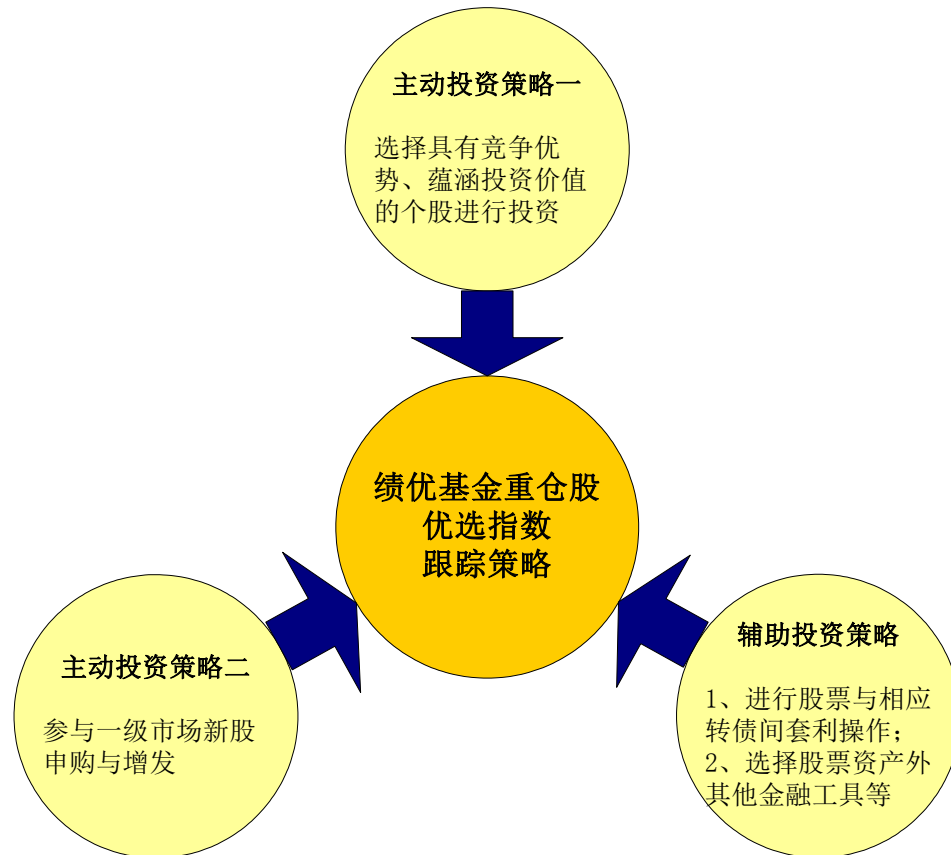 主动投资策略一
选择具有竞争优
势、蕴涵投资价值
的个股进行投资
绩优基金重仓股
优选指数
跟踪策略
主动投资策略二
参与一级市场新股
申购与增发
辅助投资策略
1、进行股票与相应
转债间套利操作；
2、选择股票资产外
其他金融工具等